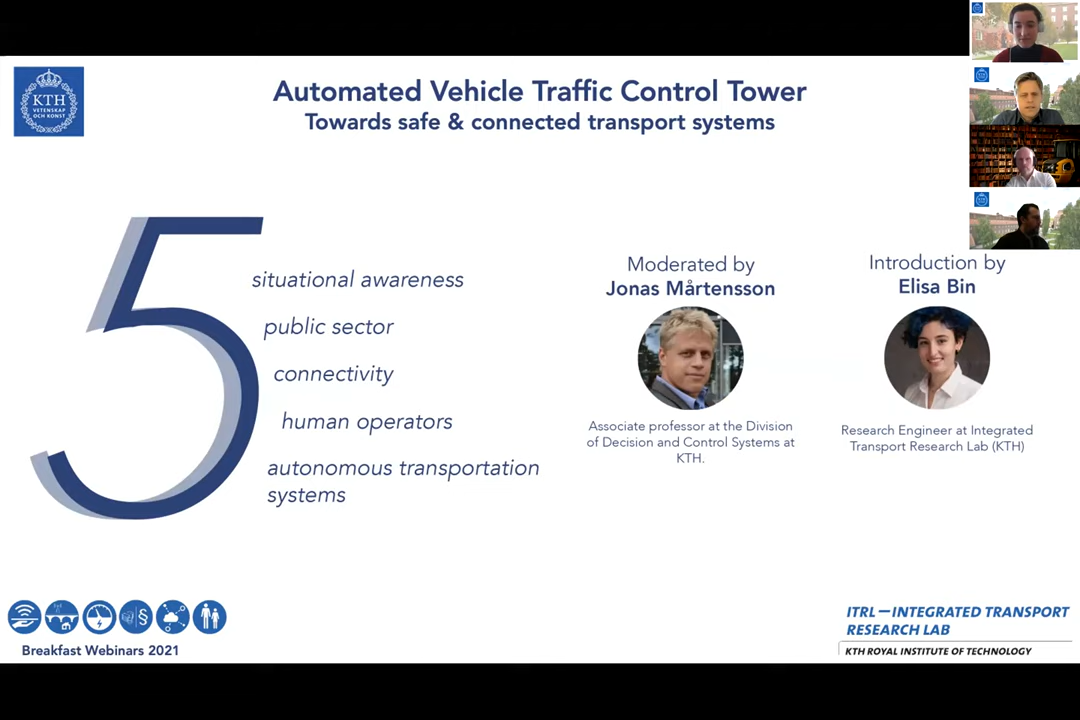 KTH
VETENSKAP
OCH KONST
Automated Vehicle Traffic Control Tower
Towards safe & connected transport systems
5
situational awareness
public sector
connectivity
human operators
autonomous transportation
systems
Moderated by
Jonas Mårtensson
Associate professor at the Division
of Decision and Control Systems at
KTH.
Introduction by
Elisa Bin
Research Engineer at Integrated
Transport Research Lab (KTH)
§
Breakfast Webinars 2021
ITRL—INTEGRATED TRANSPORT
RESEARCH LAB
KTH ROYAL INSTITUTE OF TECHNOLOGY